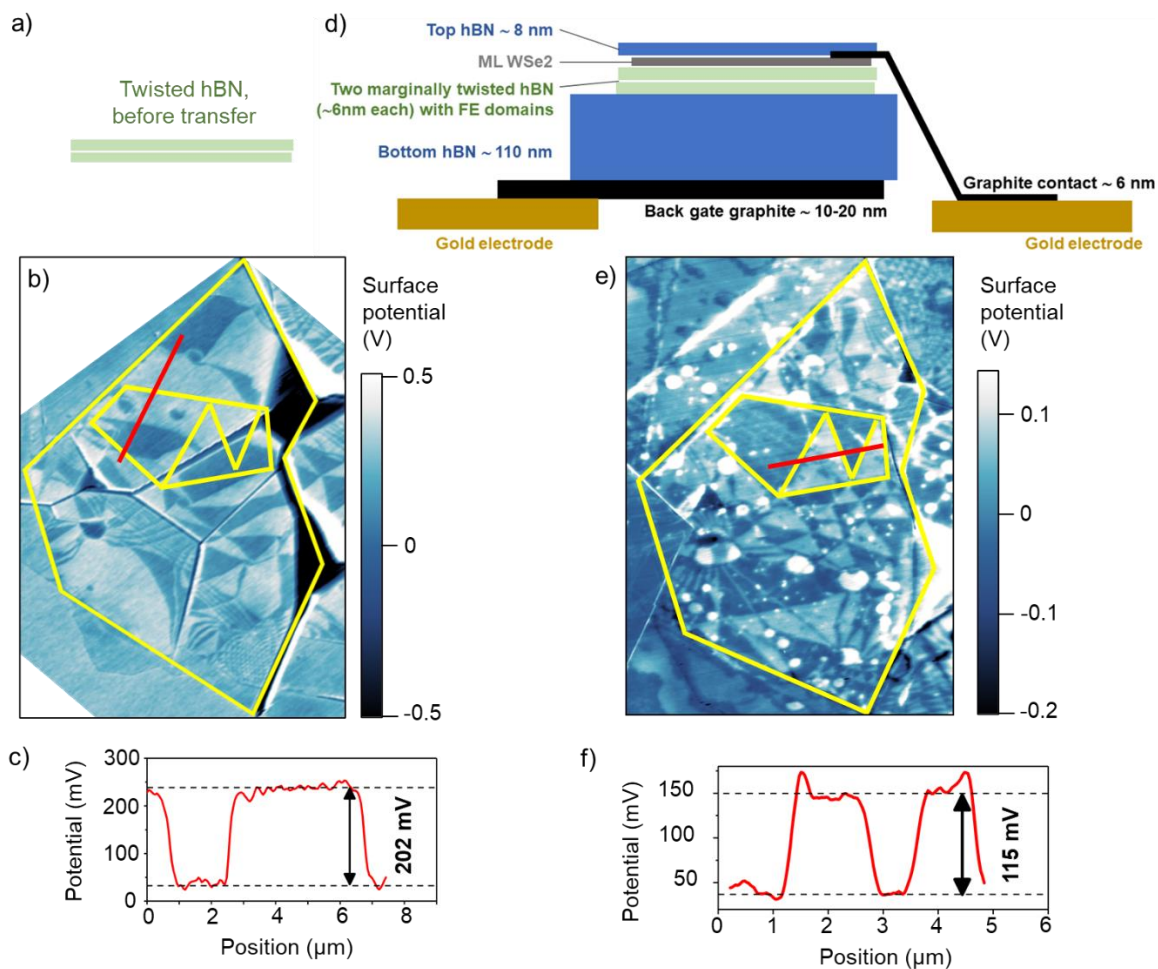 a)
Twisted hBN,
before transfer
d)
Top hBN ~ 8 nm
ML WSe2
Two marginally twisted hBN
(~6nm each) with FE domains
Bottom hBN ~ 110 nm
Graphite contact ~ 6 nm
Back gate graphite ~ 10-20 nm
Gold electrode
Gold electrode
b)
Surface
potential
(V)
0.5
0
-0.5
e)
Surface
potential
(V)
0.1
0
-0.1
-0.2
c)
300
200
100
0
Potential (mV)
202 mV
0 2 4 6 8
Position (µm)
f)
150
100
50
Potential (mV)
115 mV
0 1 2 3 4 5 6
Position (µm)